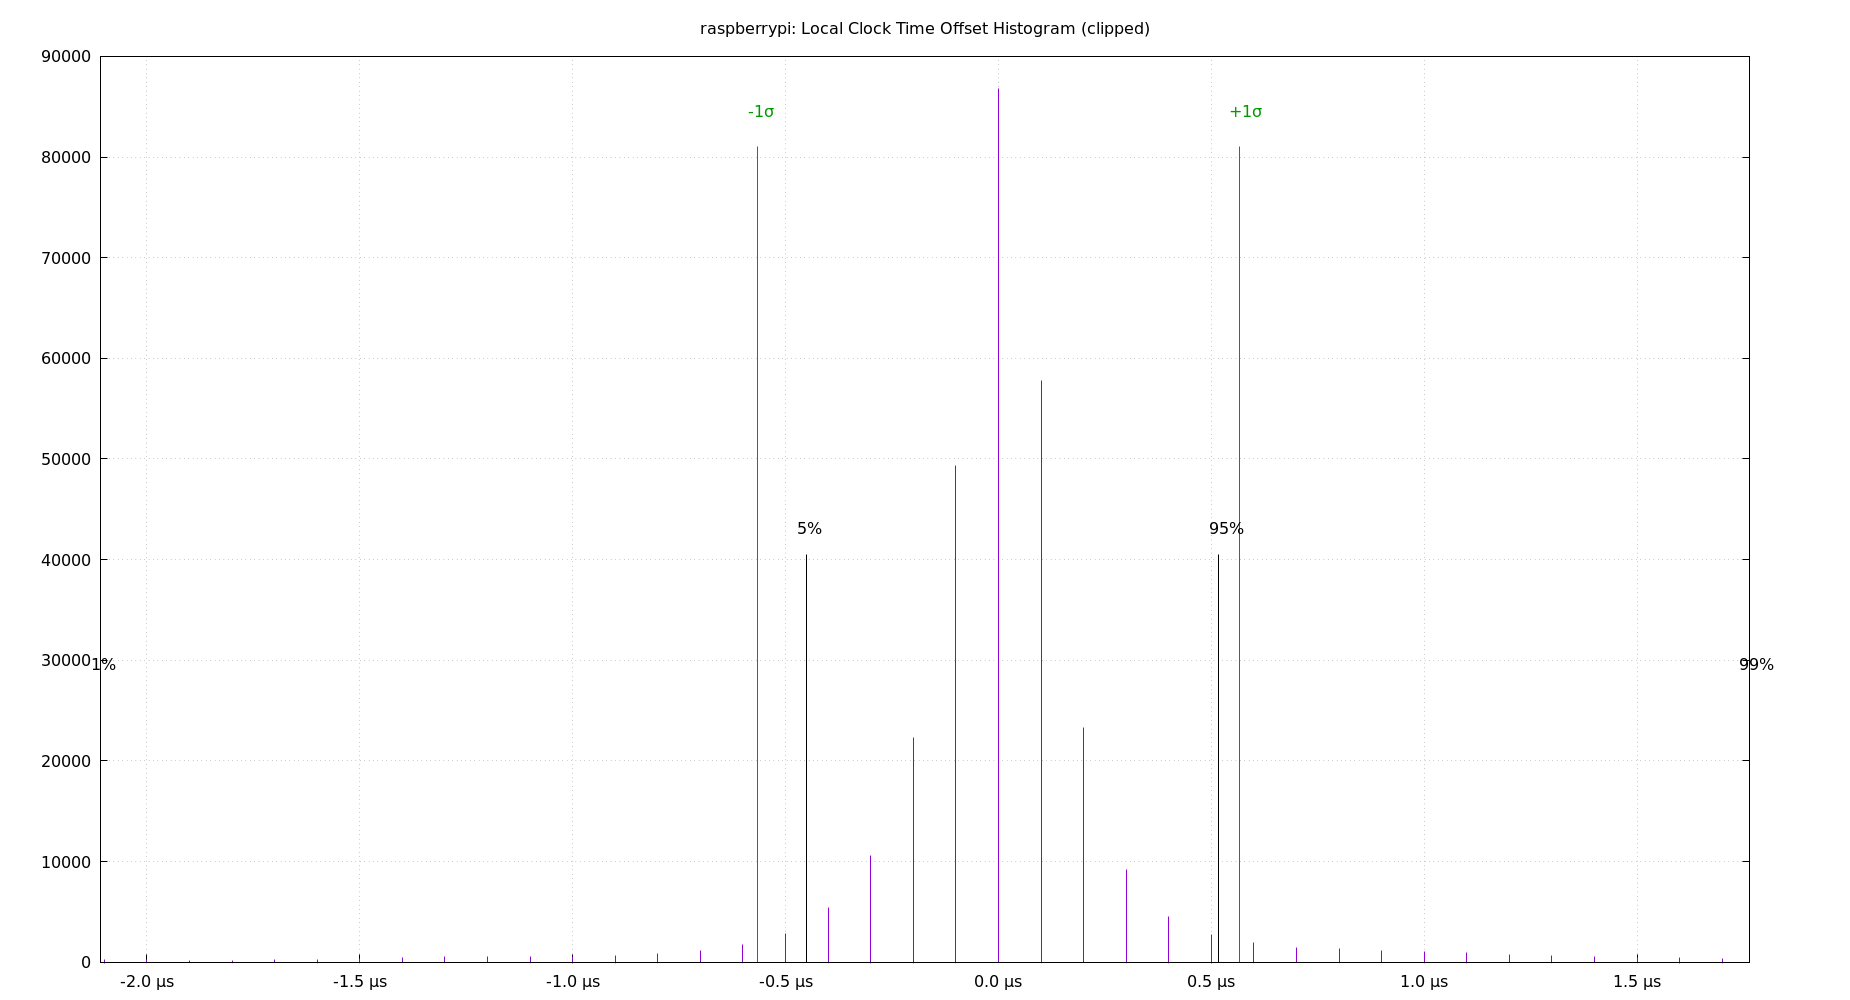 raspberrypi: Local Clock Time Offset Histogram (clipped)
90000
-1σ +1σ
80000
70000
60000
50000
5% 95%
40000
30000 1% 99%
20000
10000
0
-2.0 µs -1.5 µs -1.0 µs -0.5 µs 0.0 µs 0.5 µs 1.0 µs 1.5 µs